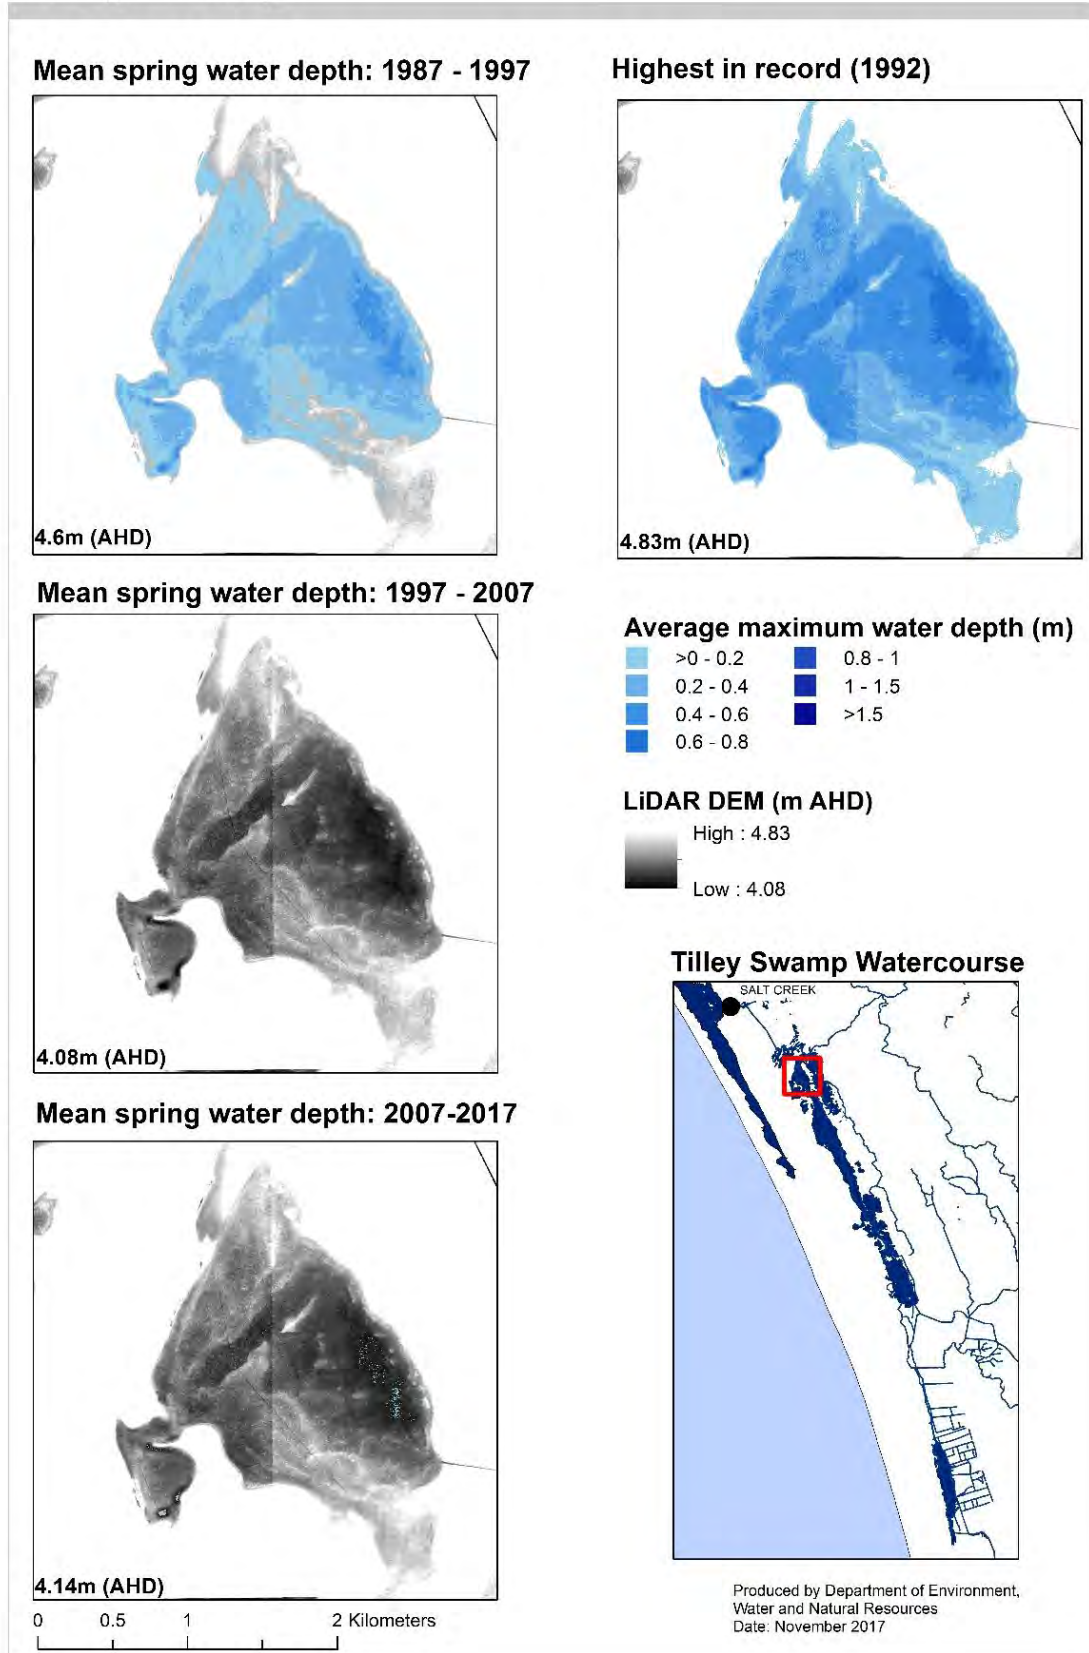 Mean spring water depth: 1987 - 1997
4.6m (AHD)
Highest in record (1992)
4.83m (AHD)
Mean spring water depth: 1997 - 2007
4.08m (AHD)
Mean spring water depth: 2007-2017
4.14m (AHD)
0 0.5 1 2 Kilometers
Average maximum water depth (m)
>0 - 0.2
0.2 - 0.4
0.4 - 0.6
0.6 - 0.8
0.8 - 1
1 - 1.5
>1.5
LiDAR DEM (m AHD)
High : 4.83
Low : 4.08
Tilley Swamp Watercourse
SALT CREEK
Produced by Department of Environment,
Water and Natural Resources
Date: November 2017